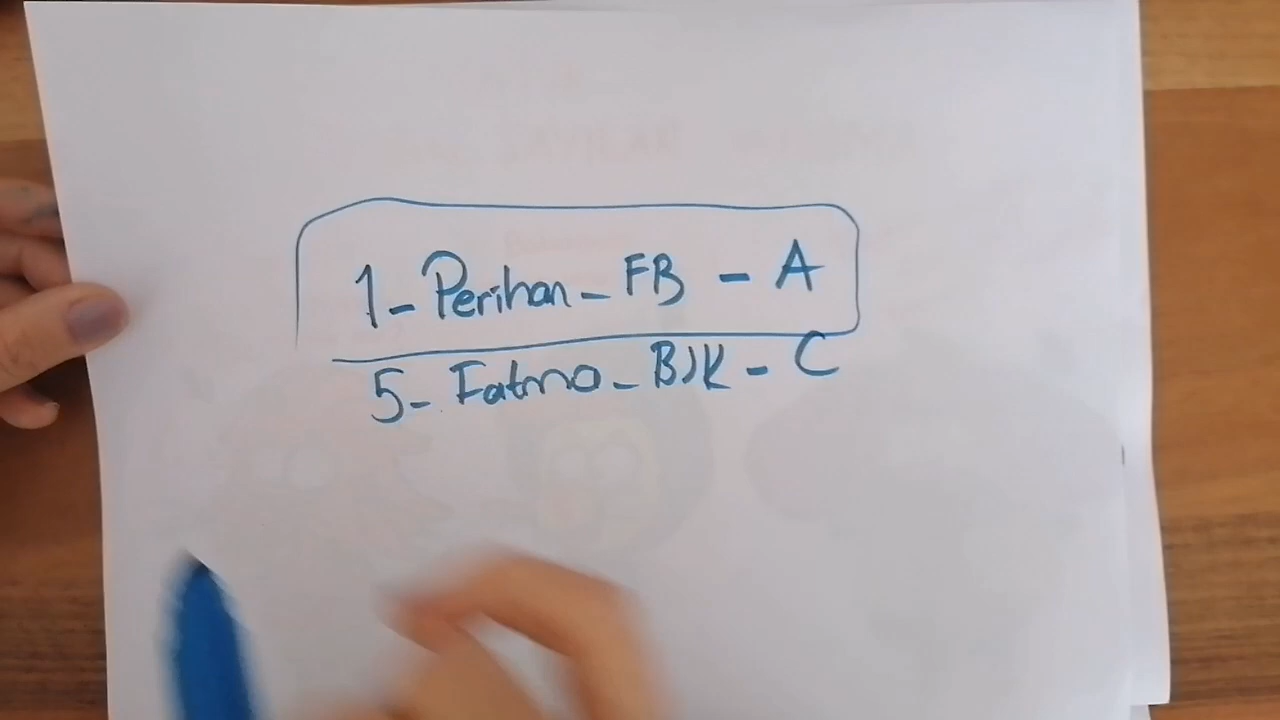 1- Perihan - FB - A
5- Fatma - BJK - C